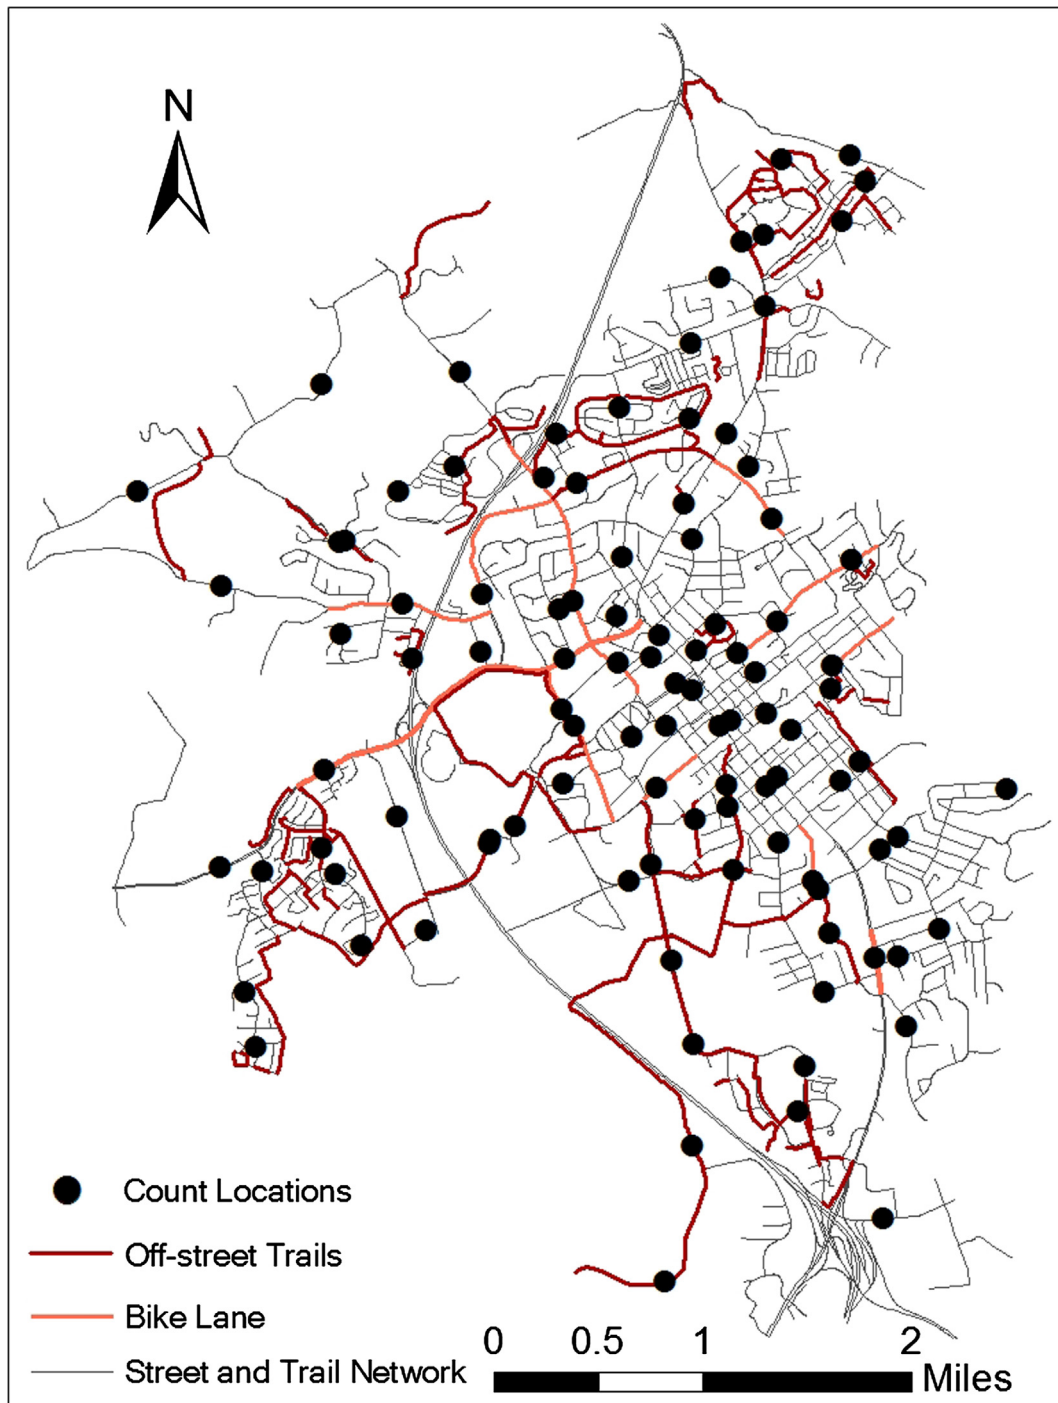 N
Count Locations
Off-street Trails
Bike Lane
Street and Trail Network
0 0.5 1 2
Miles